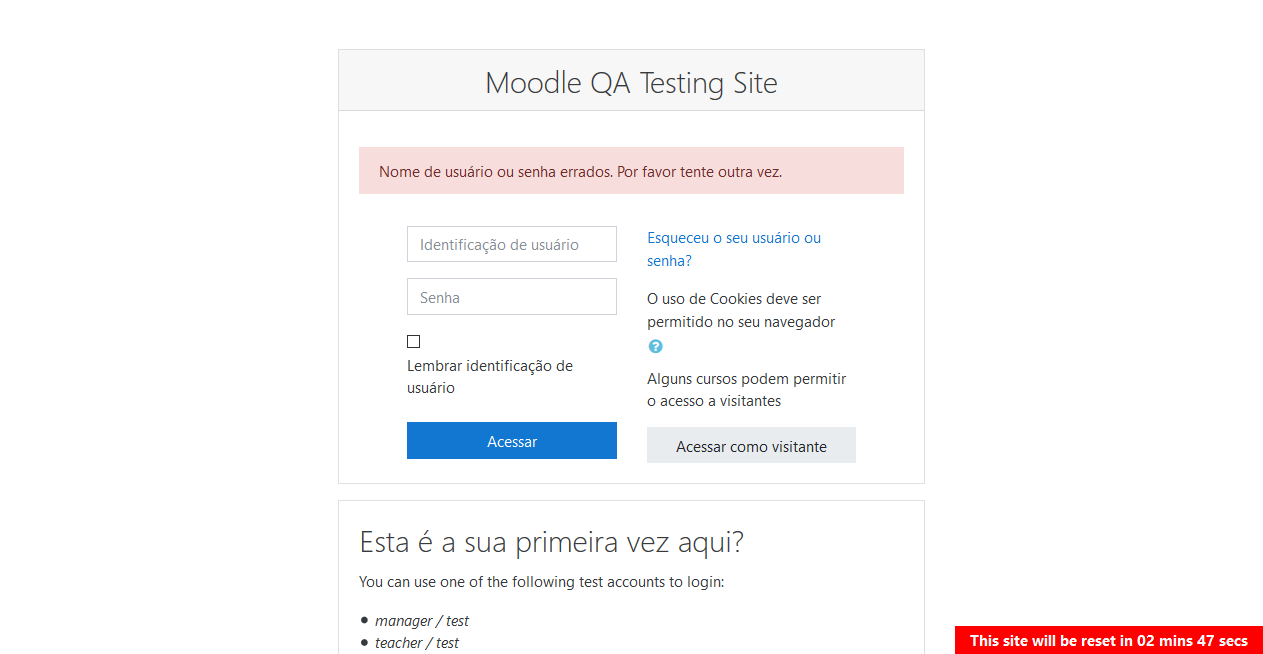 Moodle QA Testing Site
Nome de usuário ou senha errados. Por favor tente outra vez.
Identificação de usuário
Senha
Lembrar identificação de
usuário
Acessar
Esqueceu o seu usuário ou
senha?
O uso de Cookies deve ser
permitido no seu navegador
?
Alguns cursos podem permitir
o acesso a visitantes
Acessar como visitante
Esta é a sua primeira vez aqui?
You can use one of the following test accounts to login:
• manager / test
• teacher / test
This site will be reset in 02 mins 47 secs